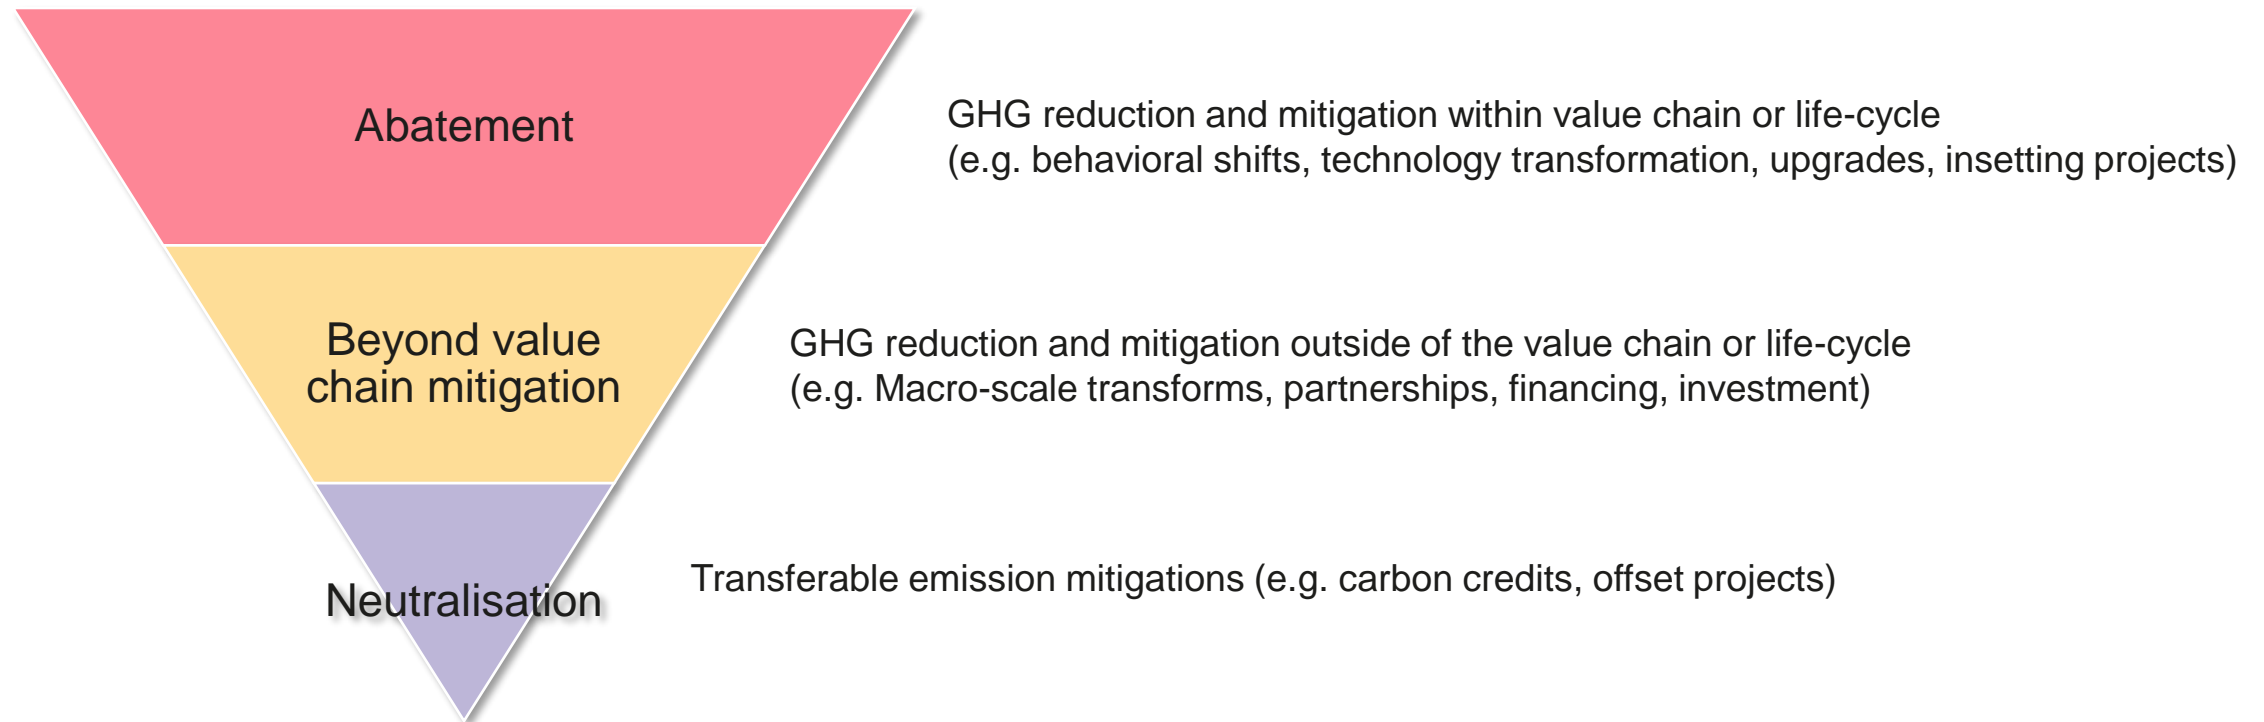 Abatement
GHG reduction and mitigation within value chain or life-cycle
(e.g. behavioral shifts, technology transformation, upgrades, insetting projects)
Beyond value
chain mitigation
GHG reduction and mitigation outside of the value chain or life-cycle
(e.g. Macro-scale transforms, partnerships, financing, investment)
Neutralisation
Transferable emission mitigations (e.g. carbon credits, offset projects)